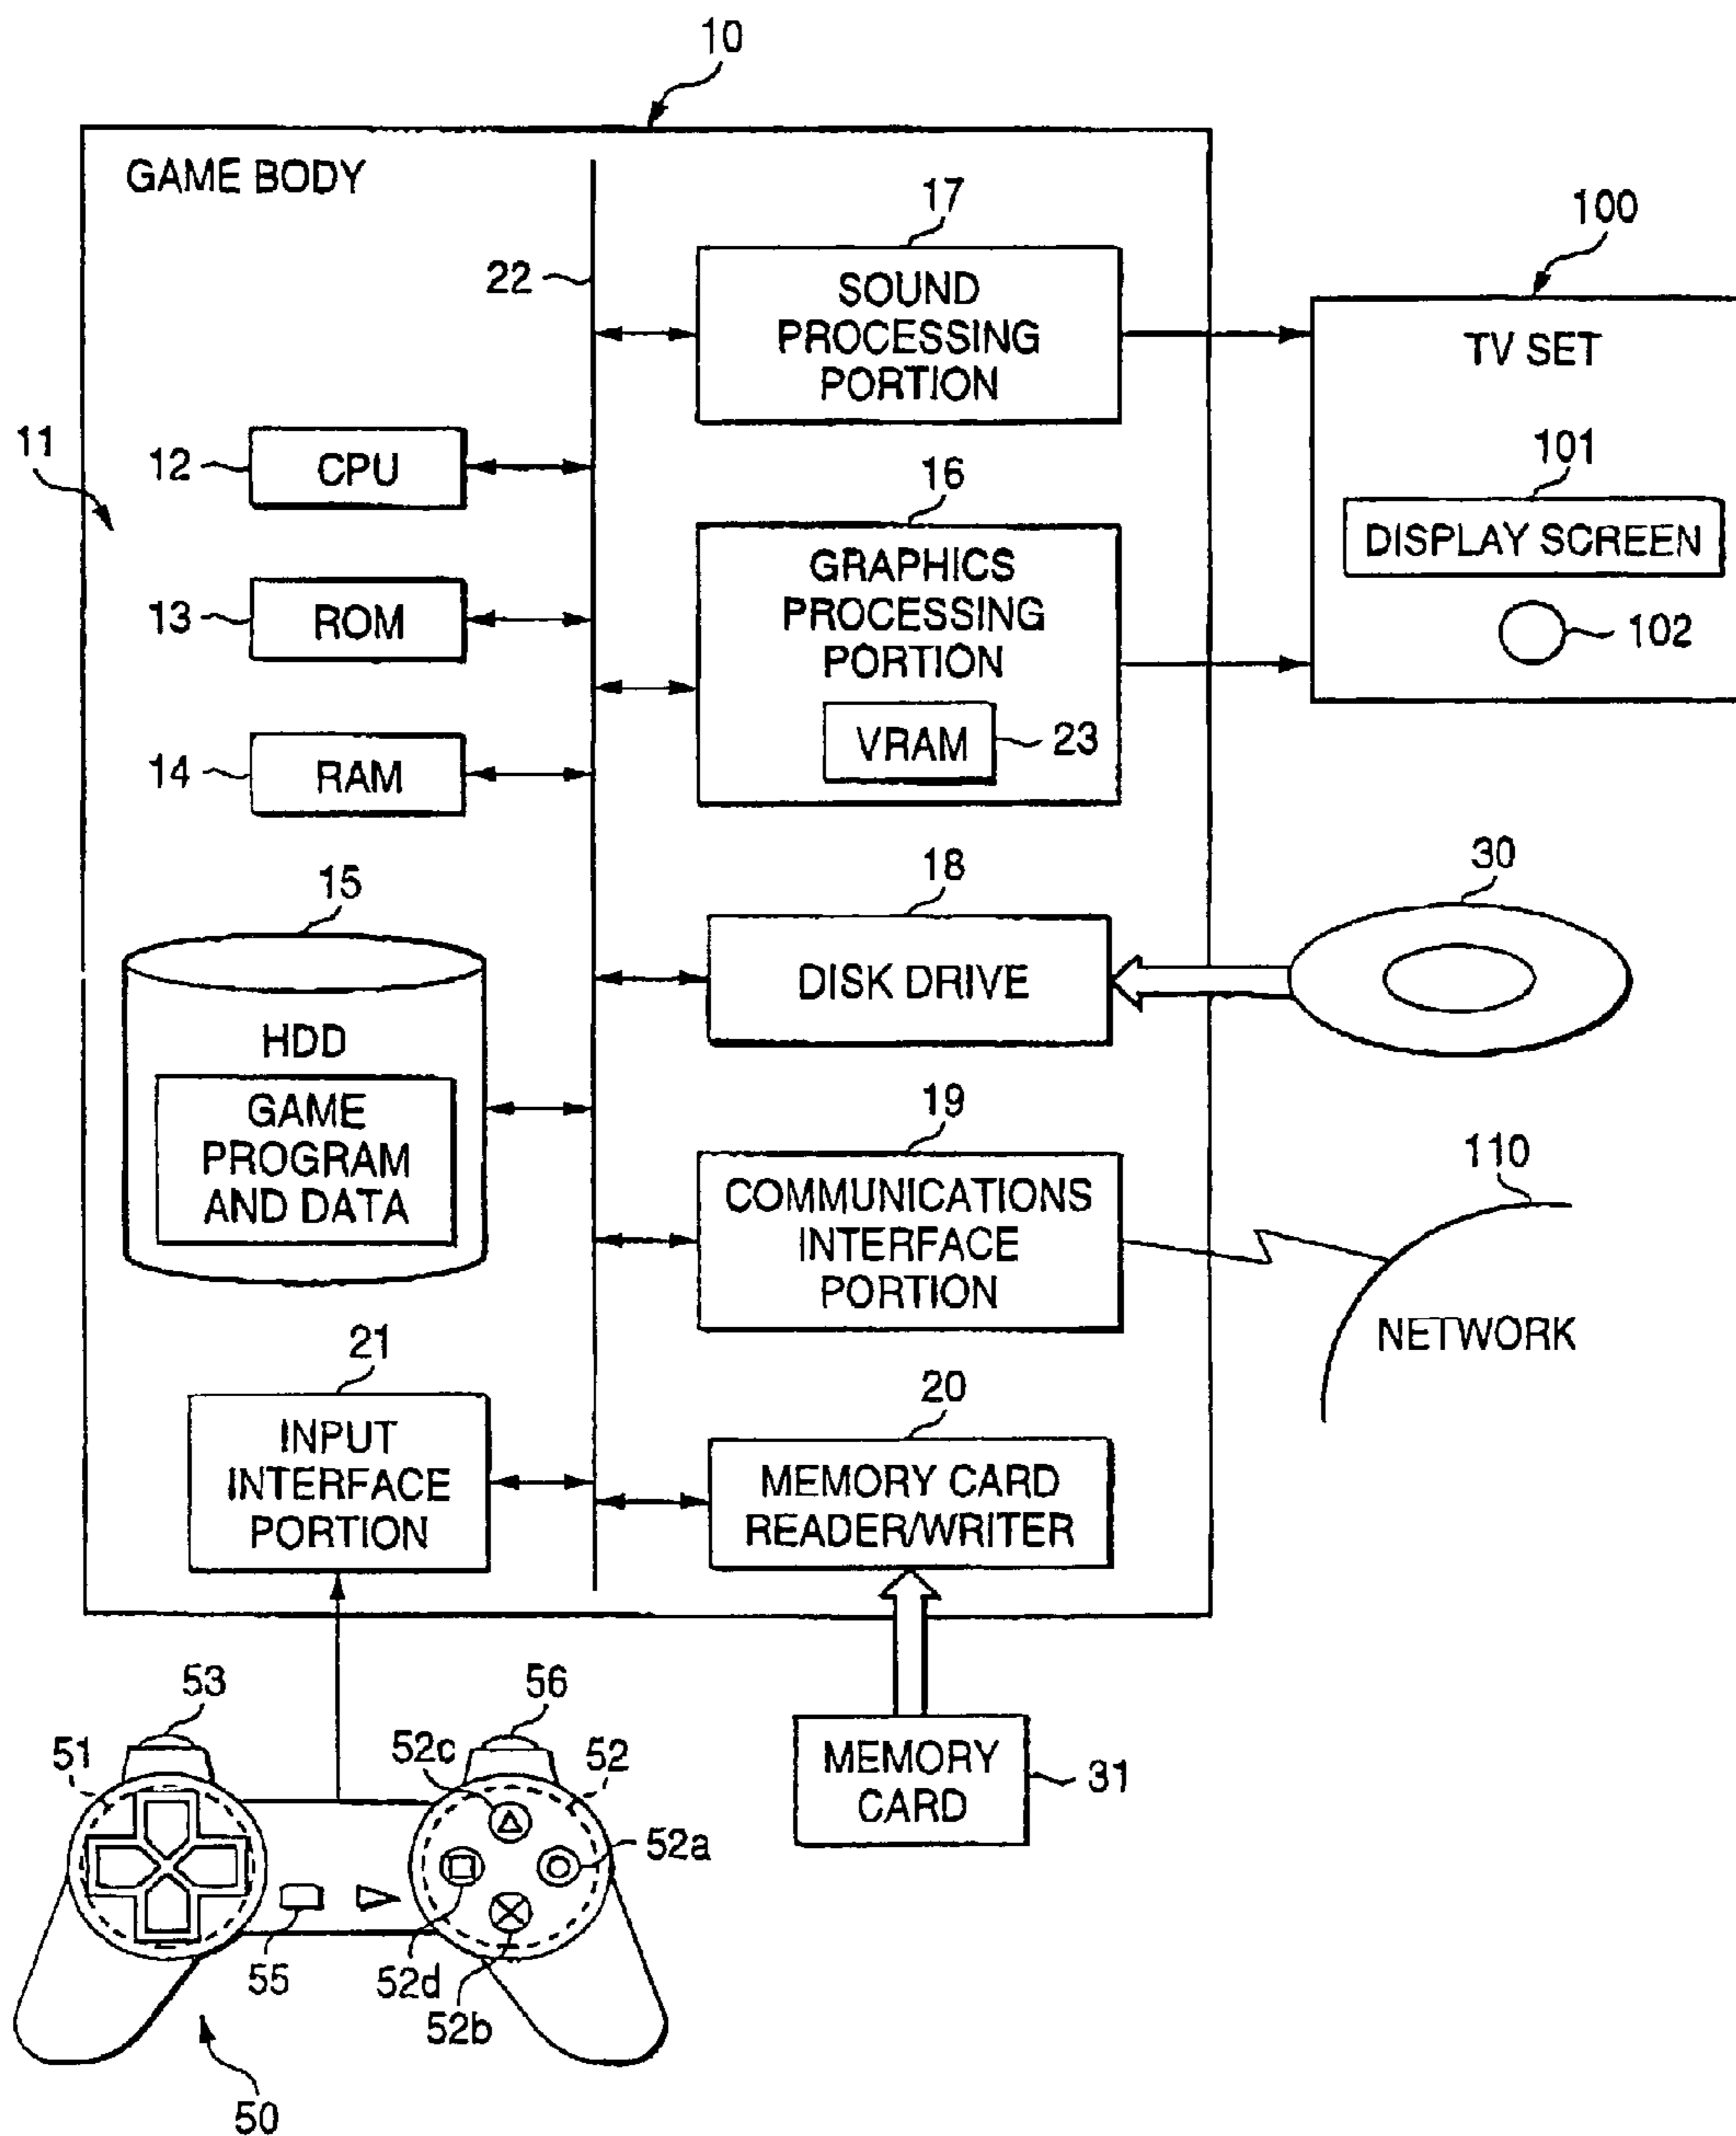 10
GAME BODY
17
100
22
SOUND
PROCESSING
PORTION
TV SET
11
12
CPU
16
101
GRAPHICS
PROCESSING
PORTION
DISPLAY SCREEN
13
ROM
102
VRAM
23
14
RAM
15
18
30
HDD
DISK DRIVE
GAME
PROGRAM
AND DATA
19
110
COMMUNICATIONS
INTERFACE
PORTION
NETWORK
21
20
INPUT
INTERFACE
PORTION
MEMORY CARD
READER/WRITER
53
56
51
52c
52
MEMORY
CARD
31
52a
55
52d
52b
50